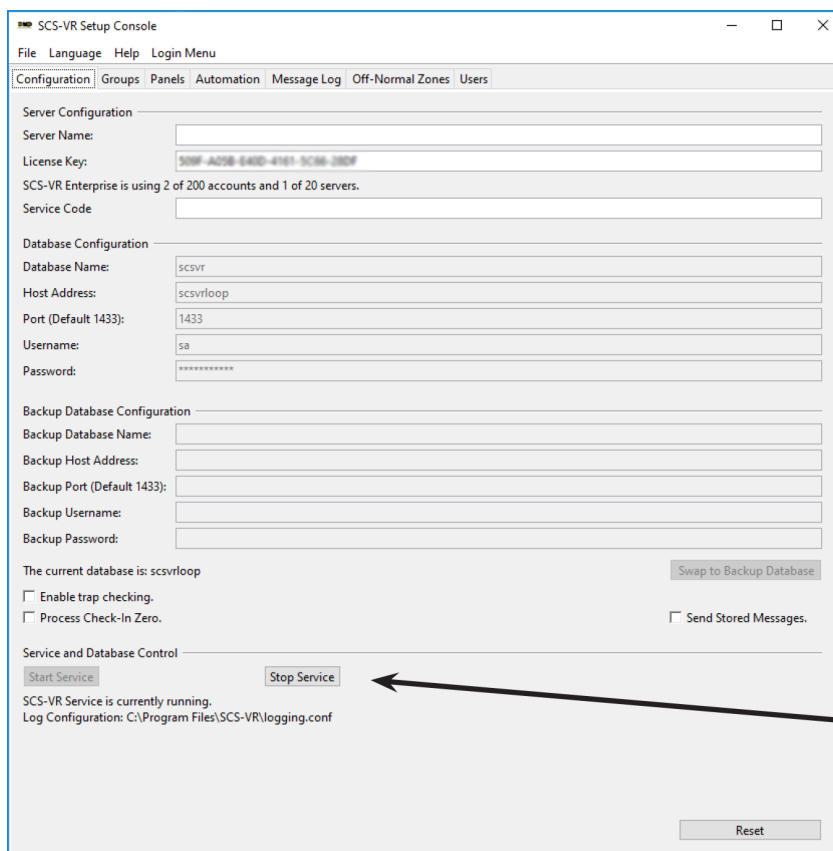 SCS-VR Setup Console
File Language Help Login Menu
Configuration Groups Panels Automation Message Log Off-Normal Zones Users
Server Configuration
Server Name:
License Key:
SCS-VR Enterprise is using 2 of 200 accounts and 1 of 20 servers.
Service Code
Database Configuration
Database Name: scsvr
Host Address: scsvrloop
Port (Default 1433): 1433
Username: sa
Password: ***********
Backup Database Configuration
Backup Database Name:
Backup Host Address:
Backup Port (Default 1433):
Backup Username:
Backup Password:
The current database is: scsvrloop Swap to Backup Database
Enable trap checking.
Process Check-In Zero. Send Stored Messages.
Service and Database Control
Start Service Stop Service
SCS-VR Service is currently running.
Log Configuration: C:\Program Files\SCS-VR\logging.conf
Reset